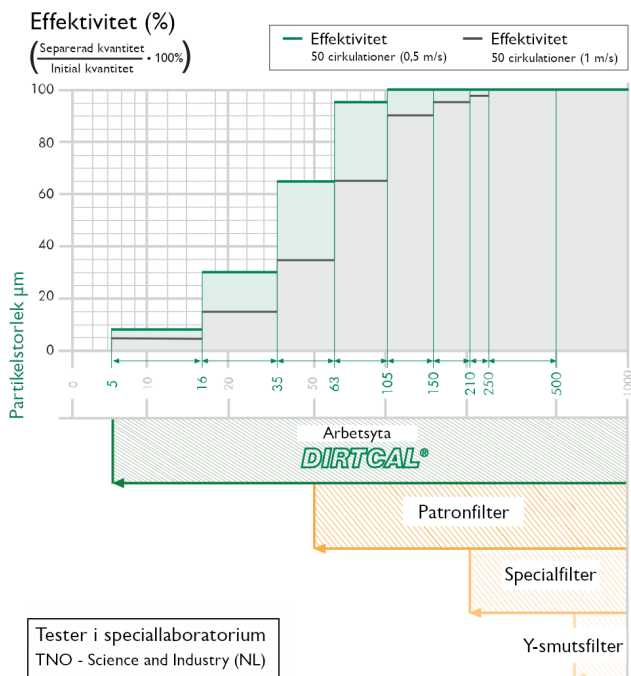 Effektivitet (%)
(Separerad kvantitet / Initial kvantitet • 100%)
Effektivitet
50 cirkulationer (0,5 m/s)
Effektivitet
50 cirkulationer (1 m/s)
100
80
60
40
20
0
Partikelstorlek µm
0 5 10 16 20 35 50 63 105 150 210 250 500 1.000
Arbetsyta
DIRTCAL®
Patronfilter
Specialfilter
Y-smutsfilter
Tester i speciallaboratorium
TNO - Science and Industry (NL)